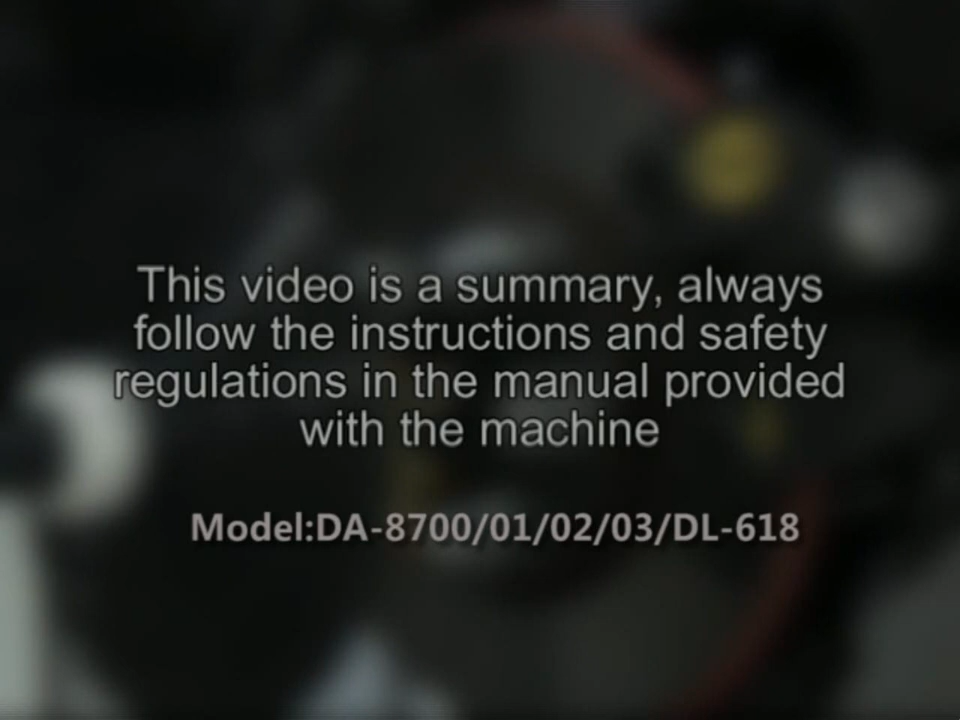 This video is a summary, always
follow the instructions and safety
regulations in the manual provided
with the machine
Model:DA-8700/01/02/03/DL-618